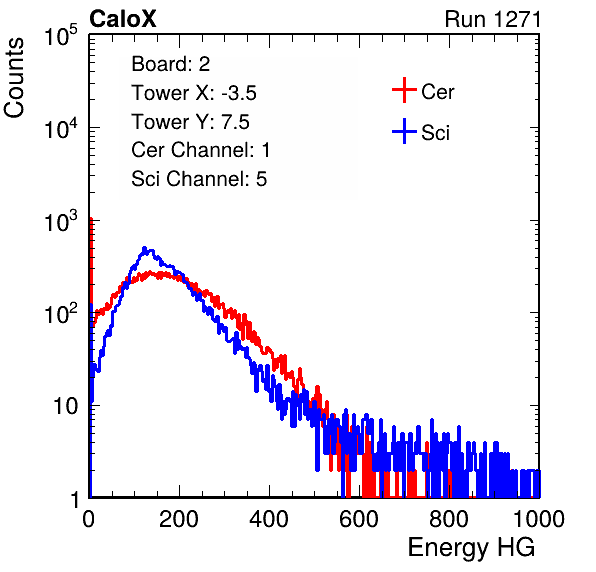 CaloX Run 1271
Counts
Board: 2
Tower X: -3.5
Tower Y: 7.5
Cer Channel: 1
Sci Channel: 5
Cer
Sci
10^5
10^4
10^3
10^2
10
1
0 200 400 600 800 1000
Energy HG